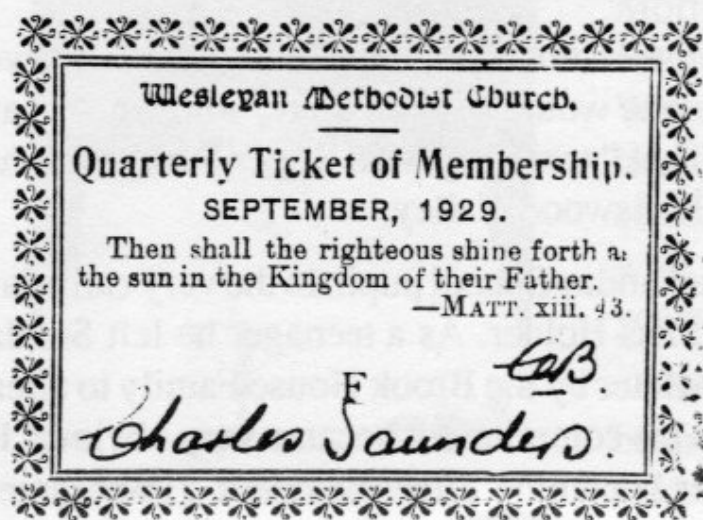 Wesleyan Methodist Church.
Quarterly Ticket of Membership.
SEPTEMBER, 1929.
Then shall the righteous shine forth as
the sun in the Kingdom of their Father.
—MATT. xiii. 43.
F
Charles Saunders.